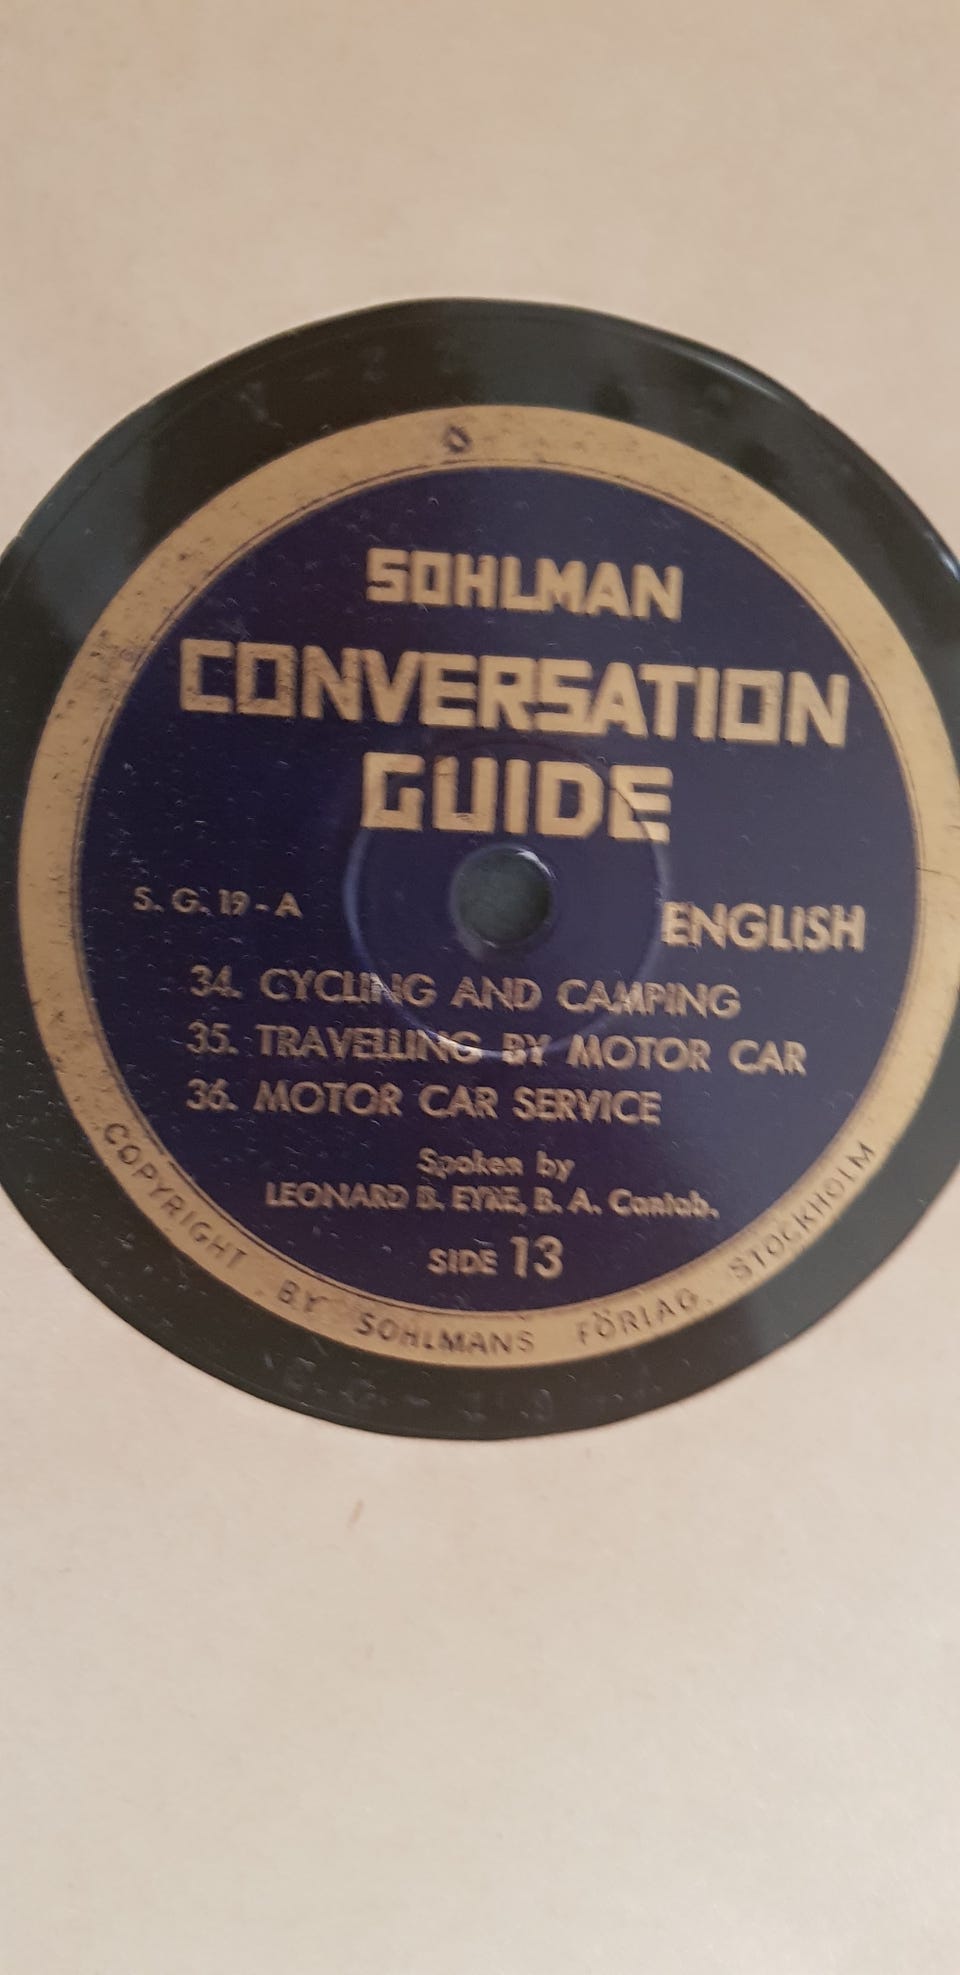 SOHLMAN
CONVERSATION
GUIDE
S. G. 19 - A
ENGLISH
34. CYCLING AND CAMPING
35. TRAVELLING BY MOTOR CAR
36. MOTOR CAR SERVICE
Spoken by
LEONARD B. EYRE, B. A. Cantab.
SIDE 13
COPYRIGHT BY SOHLMANS FÖRLAG, STOCKHOLM